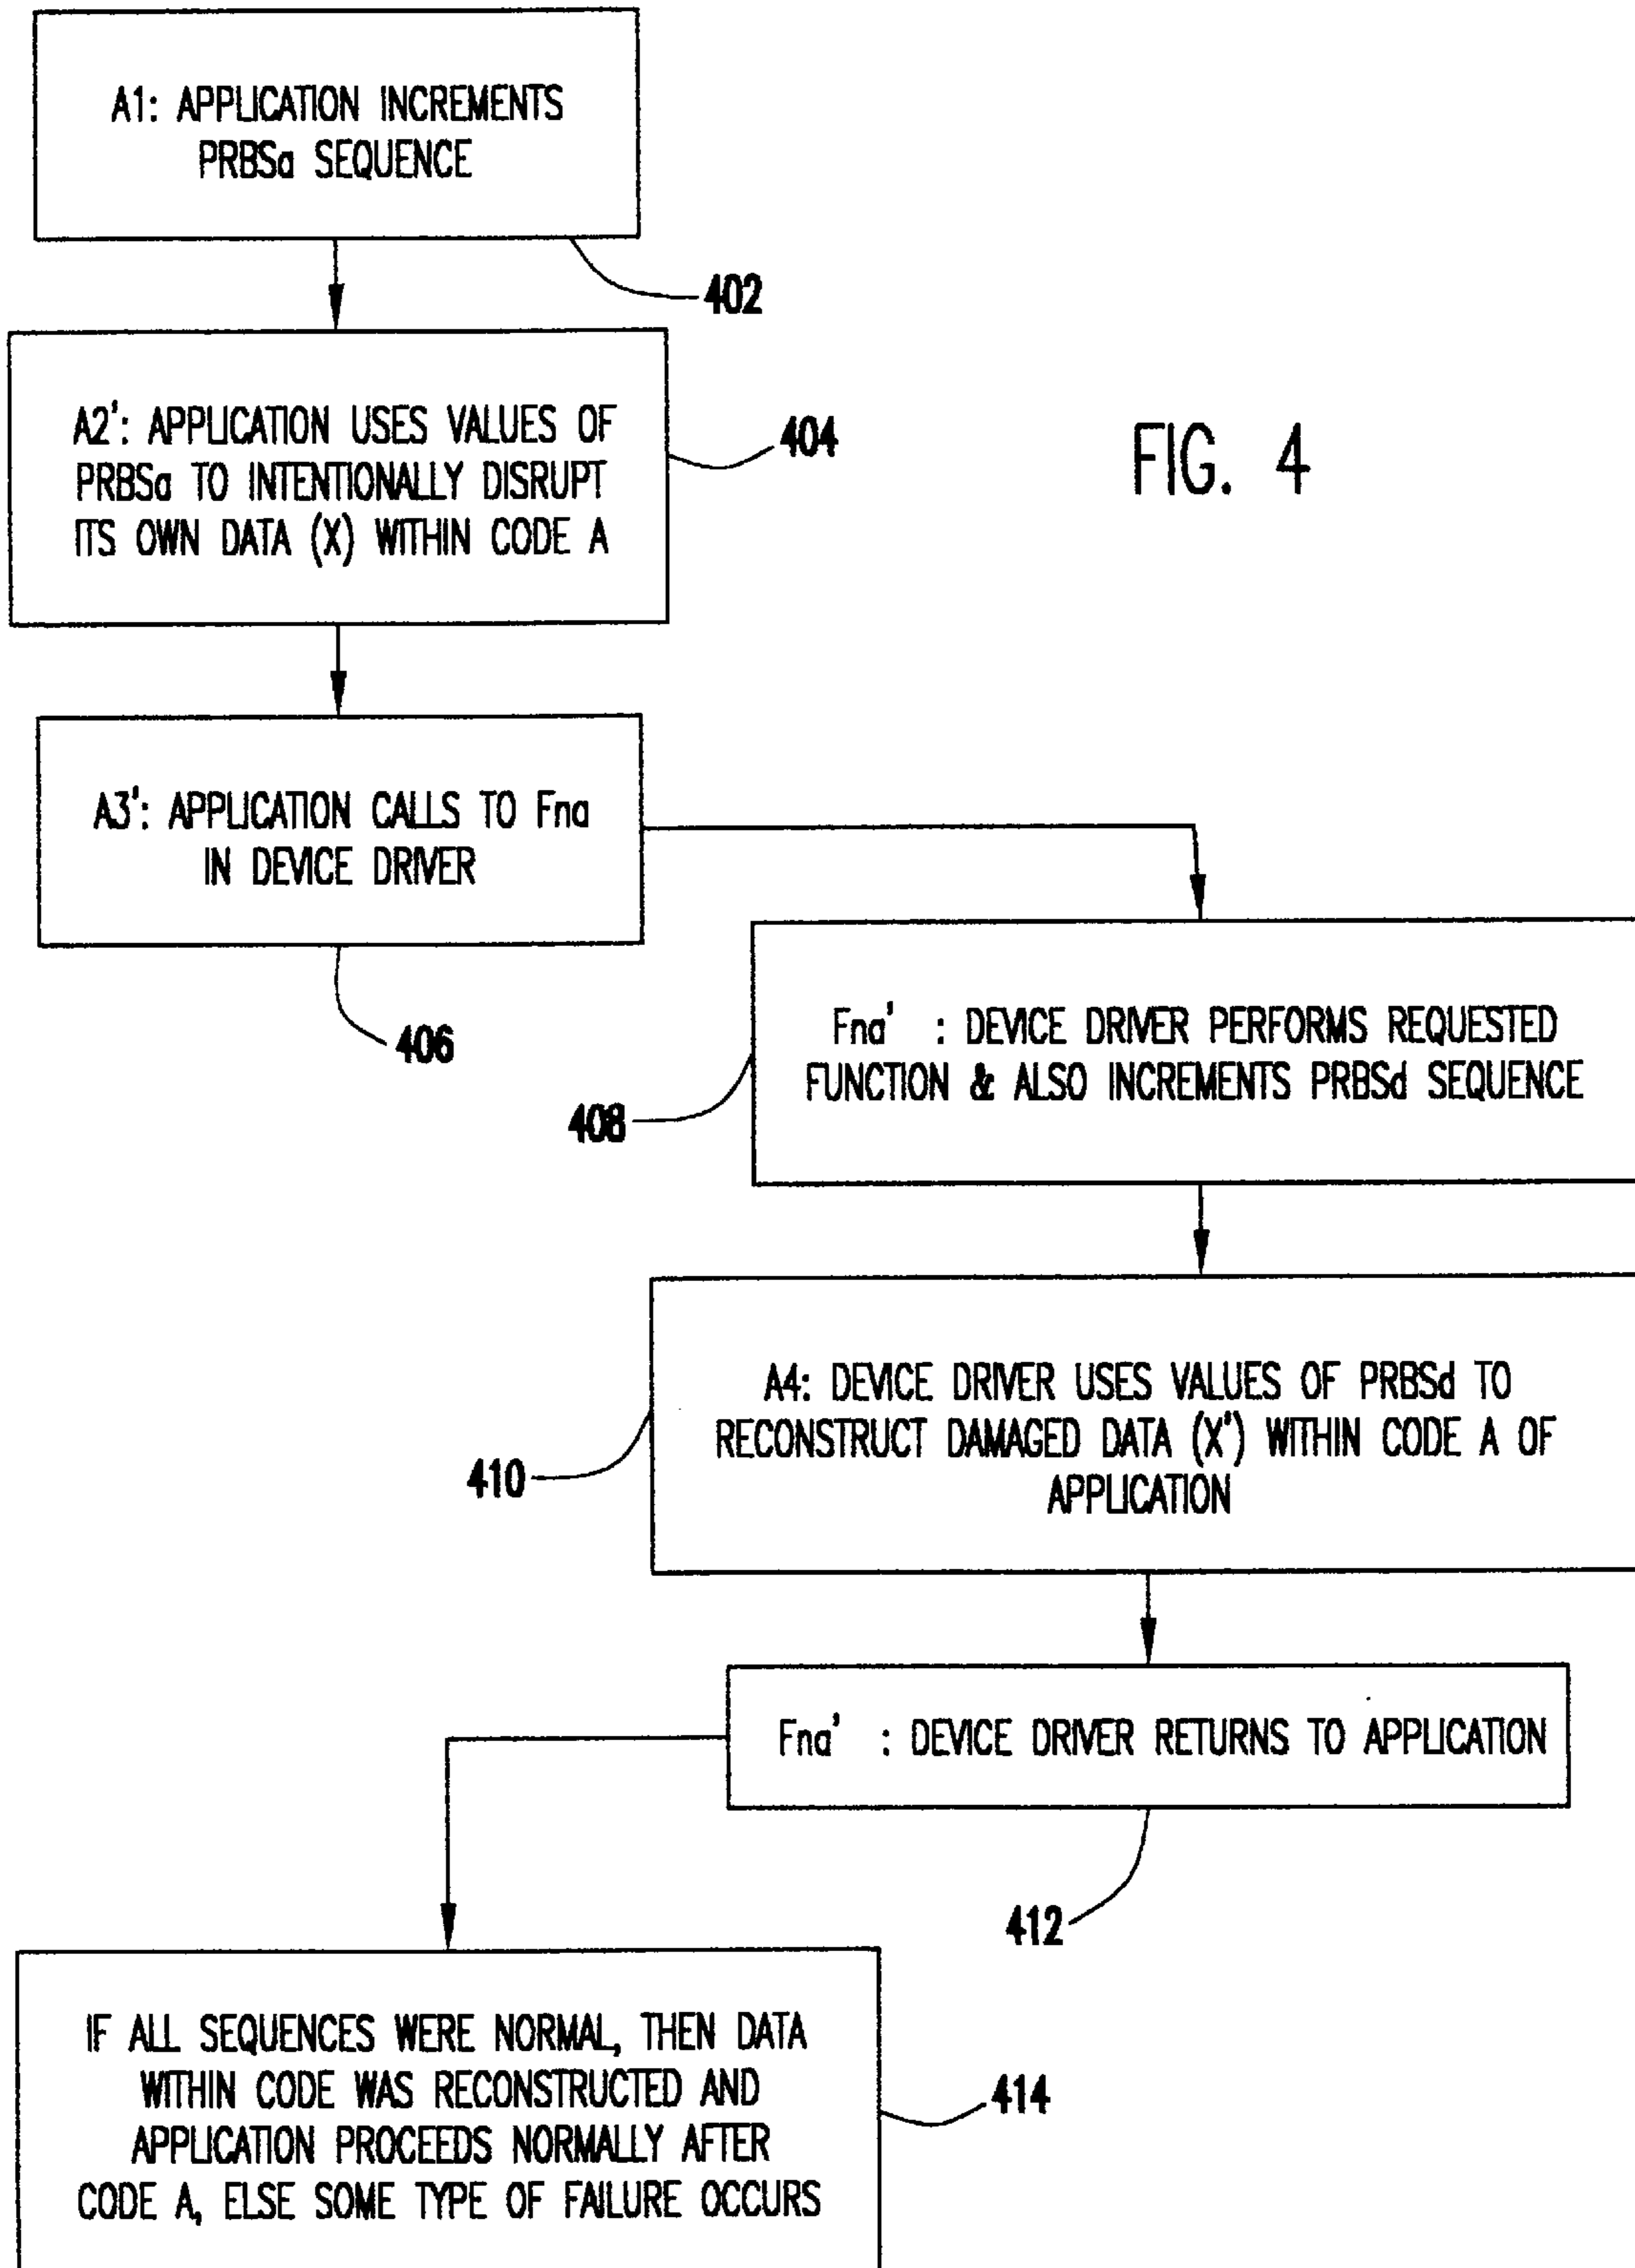 A1: APPLICATION INCREMENTS
PRBSa SEQUENCE
402
A2': APPLICATION USES VALUES OF
PRBSa TO INTENTIONALLY DISRUPT
ITS OWN DATA (X) WITHIN CODE A
404
FIG. 4
A3': APPLICATION CALLS TO Fna
IN DEVICE DRIVER
406
Fna' : DEVICE DRIVER PERFORMS REQUESTED
FUNCTION & ALSO INCREMENTS PRBSd SEQUENCE
408
A4: DEVICE DRIVER USES VALUES OF PRBSd TO
RECONSTRUCT DAMAGED DATA (X') WITHIN CODE A OF
APPLICATION
410
Fna' : DEVICE DRIVER RETURNS TO APPLICATION
412
IF ALL SEQUENCES WERE NORMAL, THEN DATA
WITHIN CODE WAS RECONSTRUCTED AND
APPLICATION PROCEEDS NORMALLY AFTER
CODE A, ELSE SOME TYPE OF FAILURE OCCURS
414